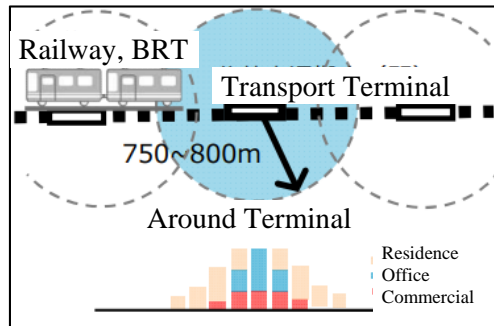 Railway, BRT
Transport Terminal
750~800m
Around Terminal
Residence
Office
Commercial